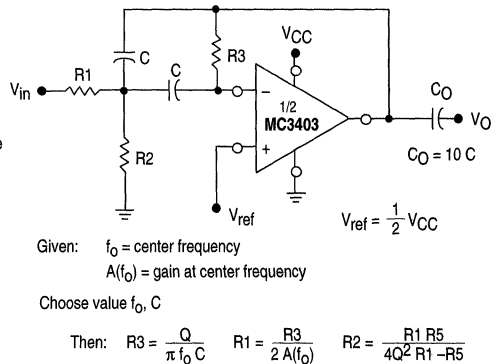 C
R3
VCC
Vin
R1
C
1/2
MC3403
−
+
CO
VO
CO = 10 C
e
R2
Vref
Vref = 1/2 VCC
Given: fo = center frequency
A(fo) = gain at center frequency
Choose value fo, C
Then: R3 = Q / π fo C R1 = R3 / 2 A(fo) R2 = R1 R5 / 4Q² R1 –R5